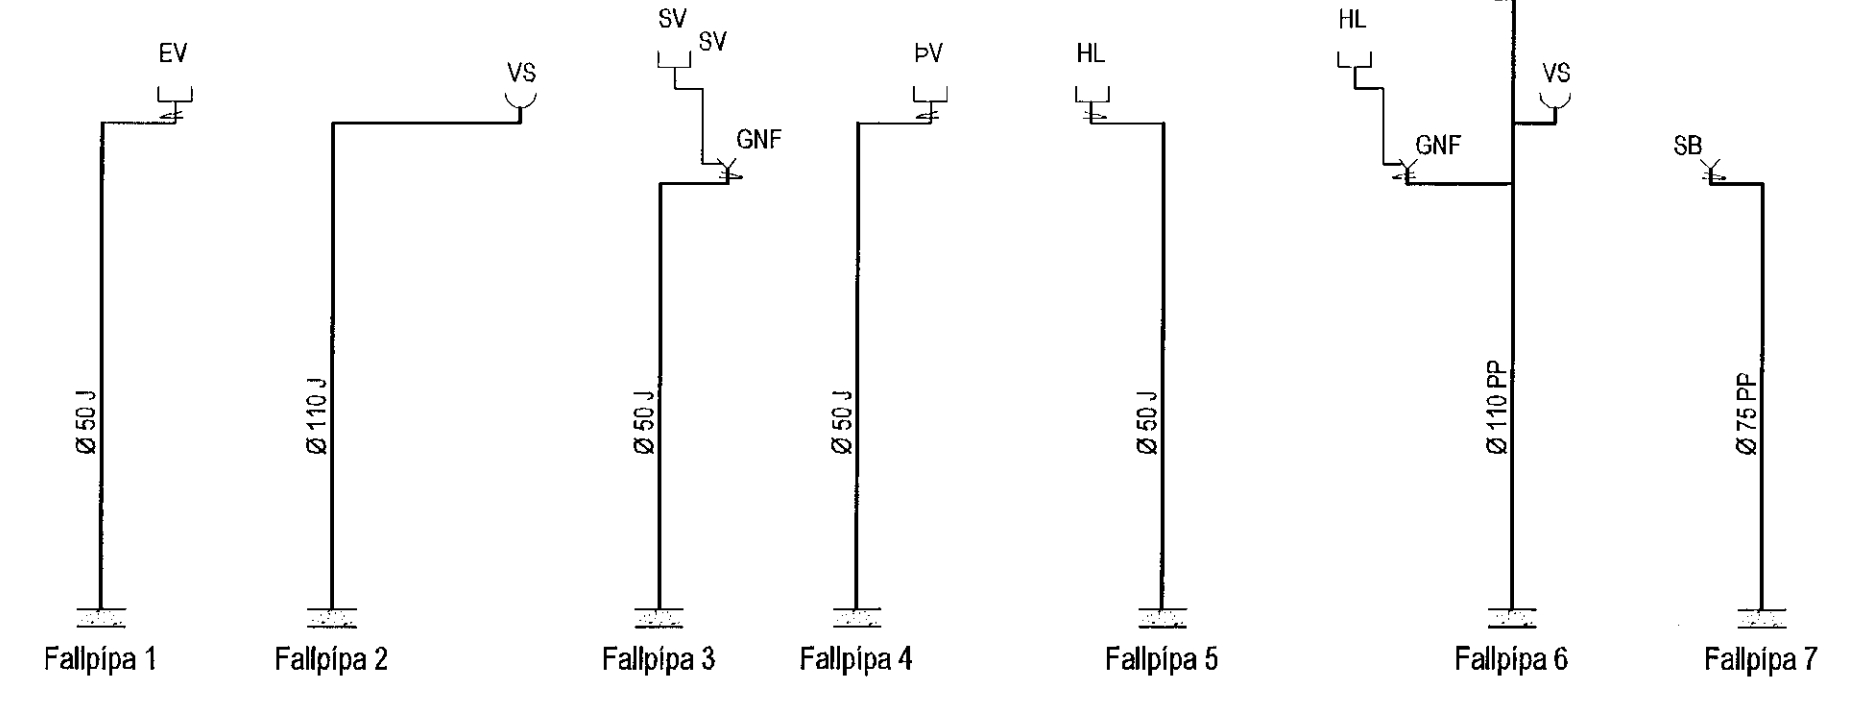 EV
Ø 50 J
Fallpípa 1
VS
Ø 110 J
Fallpípa 2
SV
SV
GNF
Ø 50 J
Fallpípa 3
ÞV
Ø 50 J
Fallpípa 4
HL
Ø 50 J
Fallpípa 5
HL
VS
GNF
Ø 110 PP
Fallpípa 6
SB
Ø 75 PP
Fallpípa 7